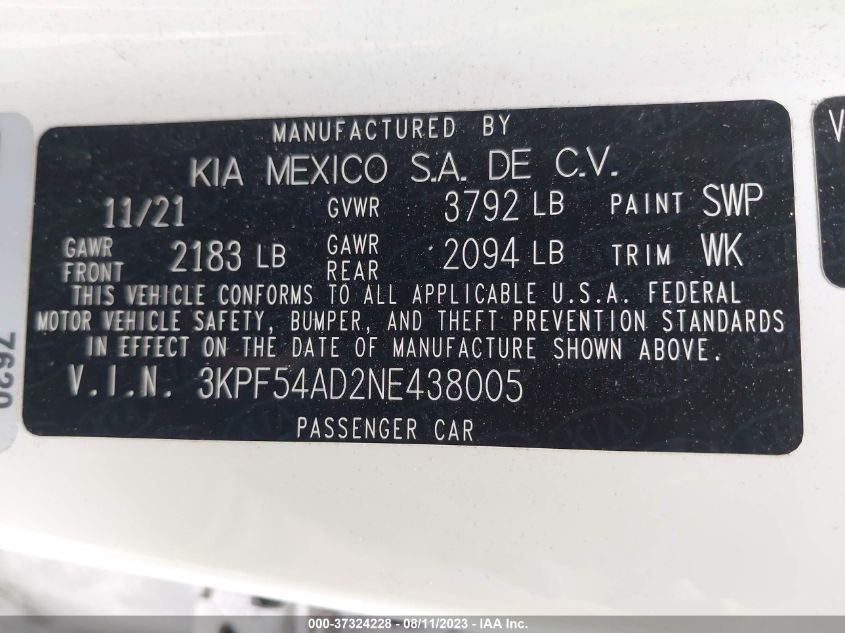 MANUFACTURED BY
KIA MEXICO S.A. DE C.V.
11/21 GVWR 3792 LB PAINT SWP
GAWR FRONT 2183 LB GAWR REAR 2094 LB TRIM WK
THIS VEHICLE CONFORMS TO ALL APPLICABLE U.S.A. FEDERAL
MOTOR VEHICLE SAFETY, BUMPER, AND THEFT PREVENTION STANDARDS
IN EFFECT ON THE DATE OF MANUFACTURE SHOWN ABOVE.
V.I.N. 3KPF54AD2NE438005
PASSENGER CAR
7620
V
000-37324228 - 08/11/2023 - IAA Inc.